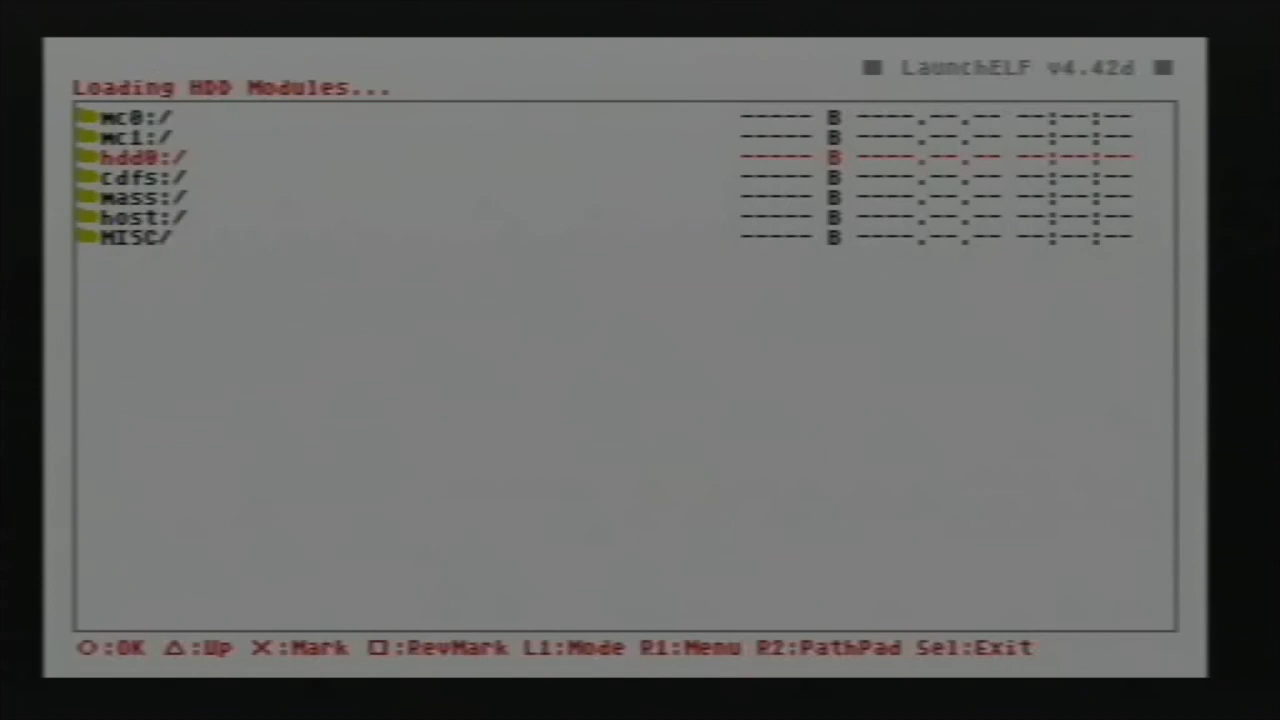 ■ LaunchELF v4.42d ■
Loading HDD Modules...
mc0:/ ----- B ----.--.-- --:--:--
mc1:/ ----- B ----.--.-- --:--:--
hdd0:/ ----- B ----.--.-- --:--:--
cdfs:/ ----- B ----.--.-- --:--:--
mass:/ ----- B ----.--.-- --:--:--
host:/ ----- B ----.--.-- --:--:--
MISC/ ----- B ----.--.-- --:--:--
○:OK △:Up ✕:Mark □:RevMark L1:Mode R1:Menu R2:PathPad Sel:Exit